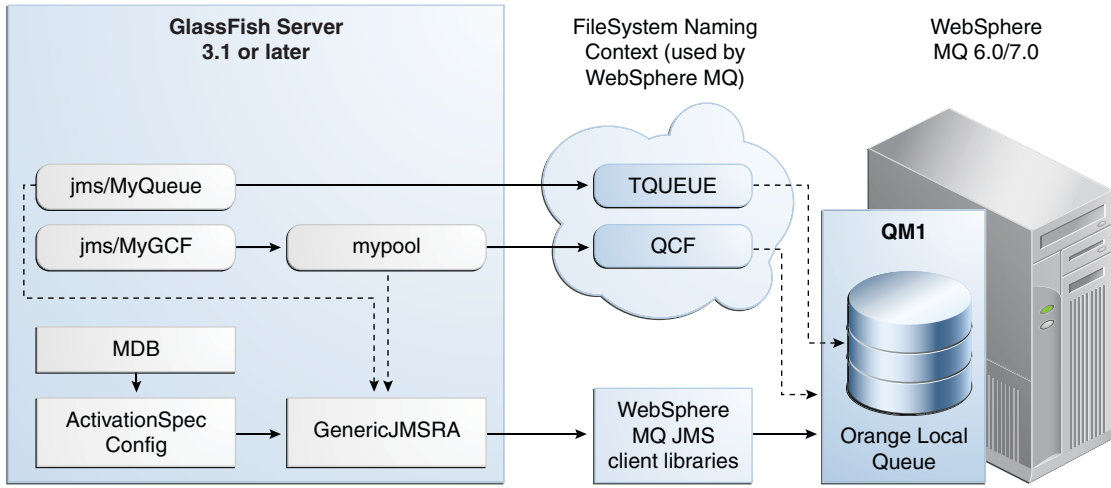 GlassFish Server
3.1 or later
FileSystem Naming
Context (used by
WebSphere MQ)
WebSphere
MQ 6.0/7.0
jms/MyQueue
TQUEUE
jms/MyGCF
mypool
QCF
QM1
MDB
ActivationSpec
Config
GenericJMSRA
WebSphere
MQ JMS
client libraries
Orange Local
Queue